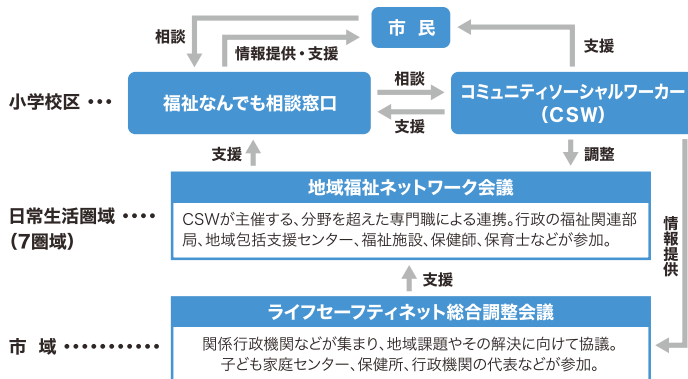 市 民
相談
情報提供・支援
支援
小学校区・・・
福祉なんでも相談窓口
相談
支援
コミュニティソーシャルワーカー
（CSW）
支援
調整
地域福祉ネットワーク会議
日常生活圏域・・・・
（7圏域）
CSWが主催する、分野を超えた専門職による連携。行政の福祉関連部
局、地域包括支援センター、福祉施設、保健師、保育士などが参加。
情報提供
支援
ライフセーフティネット総合調整会議
市 域・・・・・・・・・・・
関係行政機関などが集まり、地域課題やその解決に向けて協議。
子ども家庭センター、保健所、行政機関の代表などが参加。